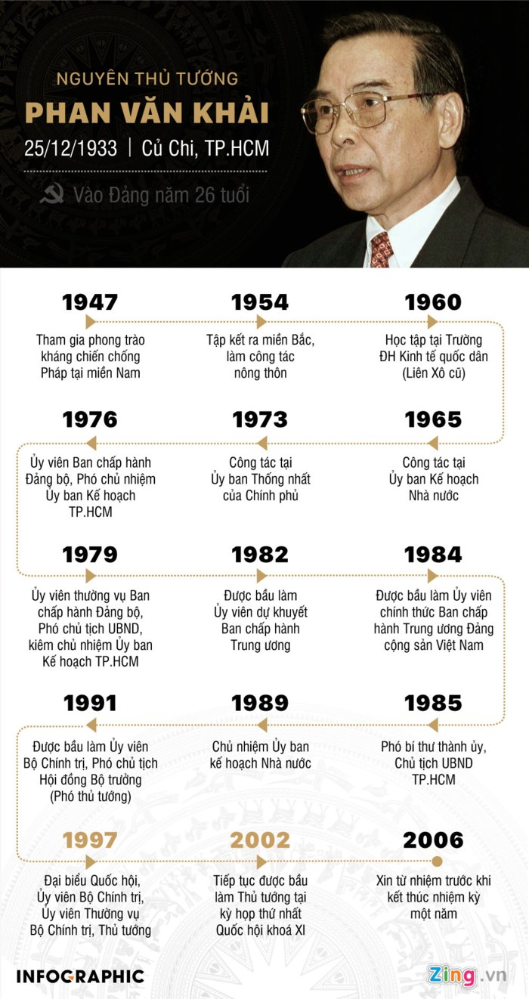 NGUYÊN THỦ TƯỚNG
PHAN VĂN KHẢI
25/12/1933 | Củ Chi, TP.HCM
Vào Đảng năm 26 tuổi
1947
Tham gia phong trào
kháng chiến chống
Pháp tại miền Nam
1954
Tập kết ra miền Bắc,
làm công tác
nông thôn
1960
Học tập tại Trường
ĐH Kinh tế quốc dân
(Liên Xô cũ)
1965
Công tác tại
Ủy ban Kế hoạch
Nhà nước
1973
Công tác tại
Ủy ban Thống nhất
của Chính phủ
1976
Ủy viên Ban chấp hành
Đảng bộ, Phó chủ nhiệm
Ủy ban Kế hoạch
TP.HCM
1979
Ủy viên thường vụ Ban
chấp hành Đảng bộ,
Phó chủ tịch UBND,
kiêm chủ nhiệm Ủy ban
Kế hoạch TP.HCM
1982
Được bầu làm
Ủy viên dự khuyết
Ban chấp hành
Trung ương
1984
Được bầu làm Ủy viên
chính thức Ban chấp
hành Trung ương Đảng
cộng sản Việt Nam
1985
Phó bí thư thành ủy,
Chủ tịch UBND
TP.HCM
1989
Chủ nhiệm Ủy ban
kế hoạch Nhà nước
1991
Được bầu làm Ủy viên
Bộ Chính trị, Phó chủ tịch
Hội đồng Bộ trưởng
(Phó thủ tướng)
1997
Đại biểu Quốc hội,
Ủy viên Bộ Chính trị,
Ủy viên Thường vụ
Bộ Chính trị, Thủ tướng
2002
Tiếp tục được bầu
làm Thủ tướng tại
kỳ họp thứ nhất
Quốc hội khoá XI
2006
Xin từ nhiệm trước khi
kết thúc nhiệm kỳ
một năm
INFOGRAPHIC
Zing.vn